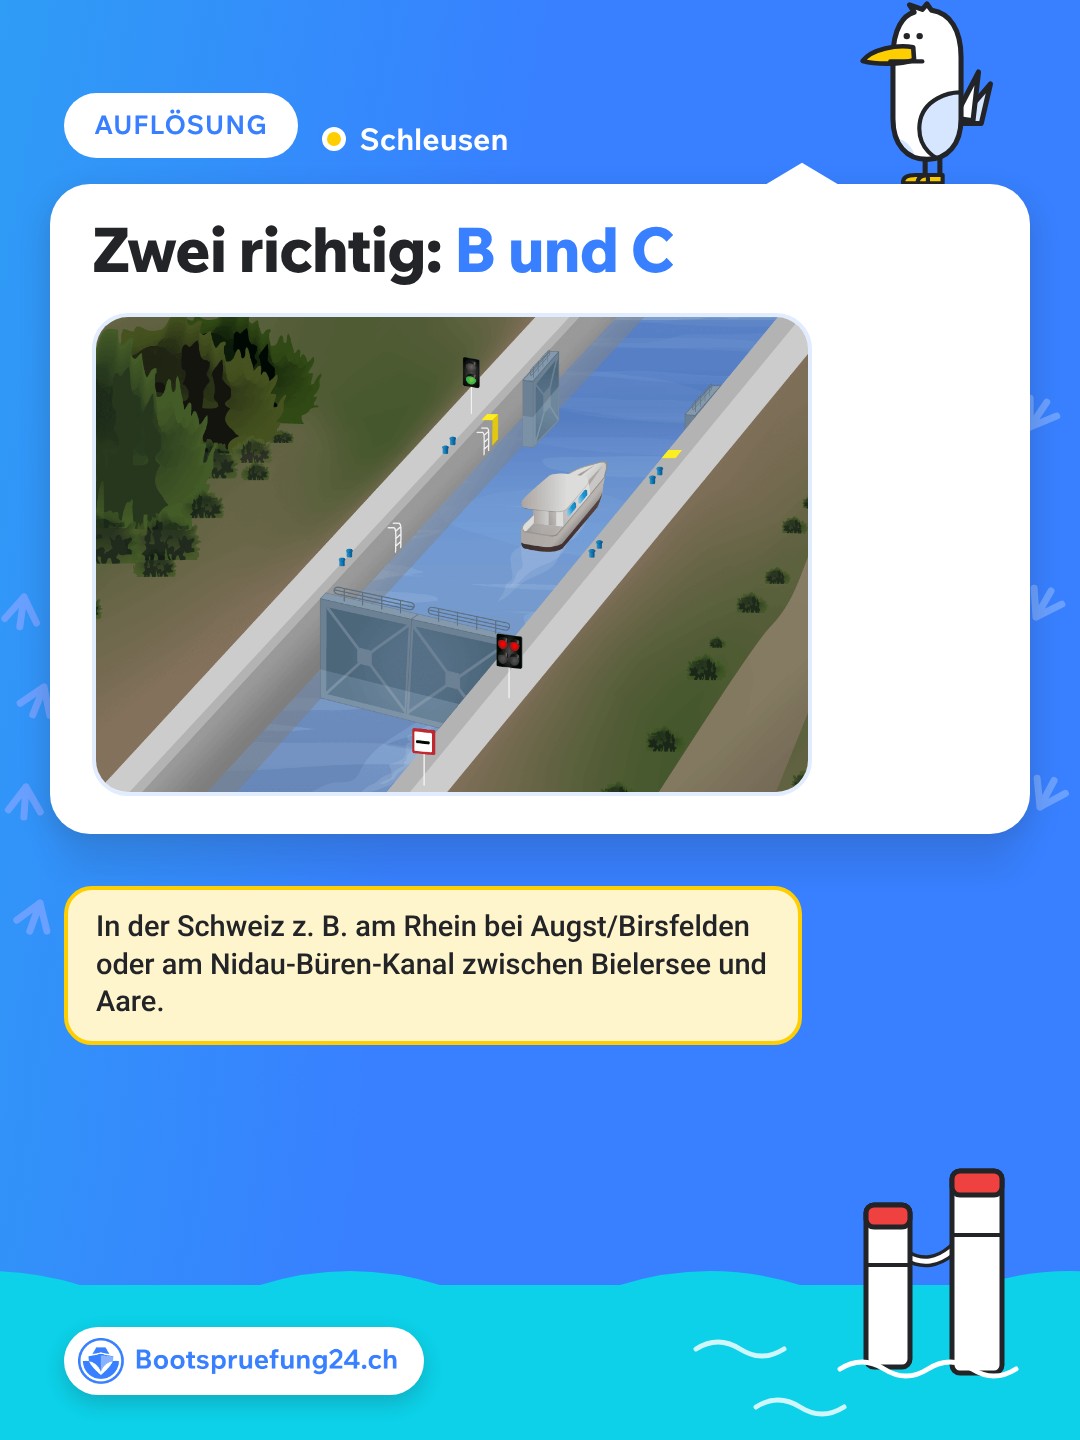 AUFLÖSUNG
Schleusen
Zwei richtig: B und C
In der Schweiz z. B. am Rhein bei Augst/Birsfelden
oder am Nidau-Büren-Kanal zwischen Bielersee und
Aare.
Bootspruefung24.ch